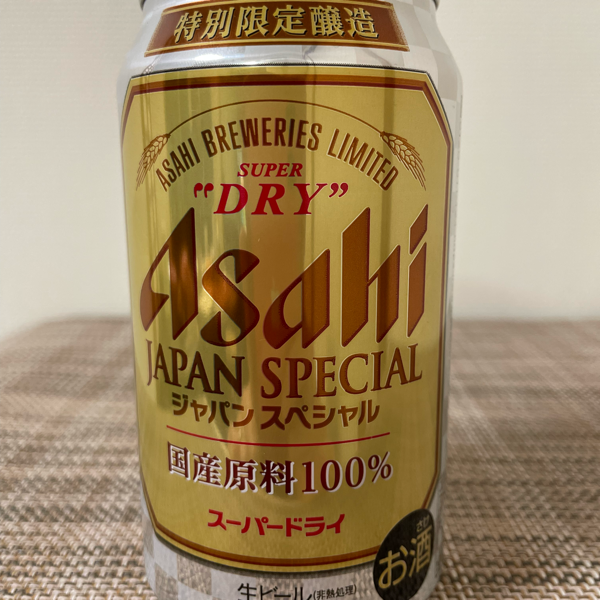 特別限定醸造
ASAHI BREWERIES LIMITED
SUPER
"DRY"
Asahi
JAPAN SPECIAL
ジャパン スペシャル
国産原料100%
スーパードライ
お酒
生ビール(非熱処理)